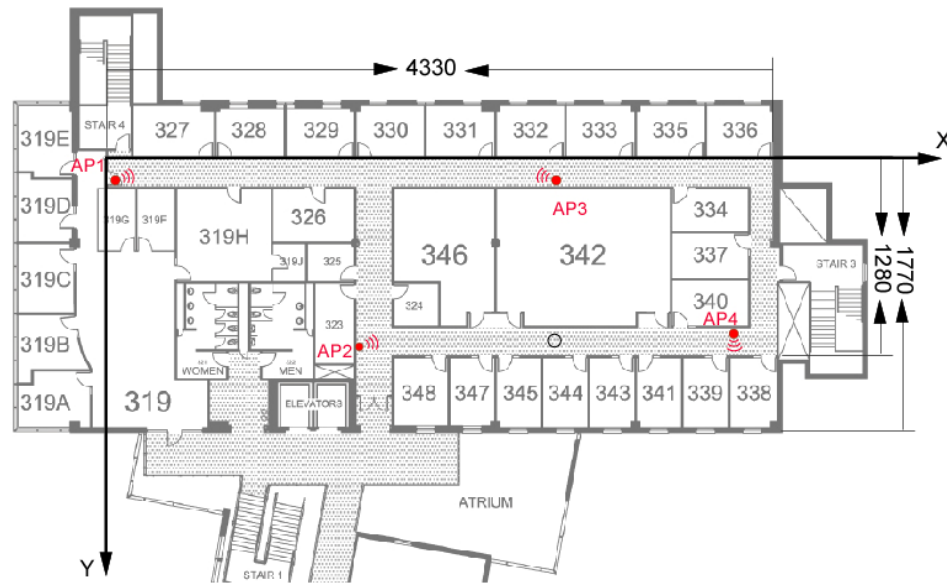 4330
STAIR 4
327
328
329
330
331
332
333
335
336
319E
X
AP1
AP3
319D
319G
319F
319H
326
334
346
342
337
319C
319J
325
STAIR 3
1280
1770
324
340
AP4
323
319B
AP2
WOMEN
MEN
319A
319
ELEVATORS
348
347
345
344
343
341
339
338
ATRIUM
Y
STAIR 1